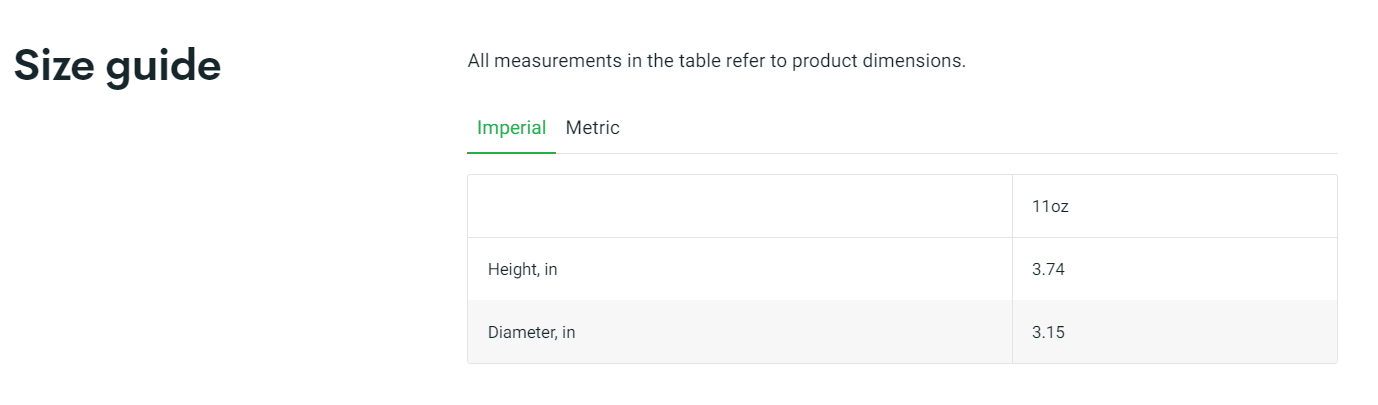 Size guide
All measurements in the table refer to product dimensions.
Imperial Metric
11oz
Height, in 3.74
Diameter, in 3.15